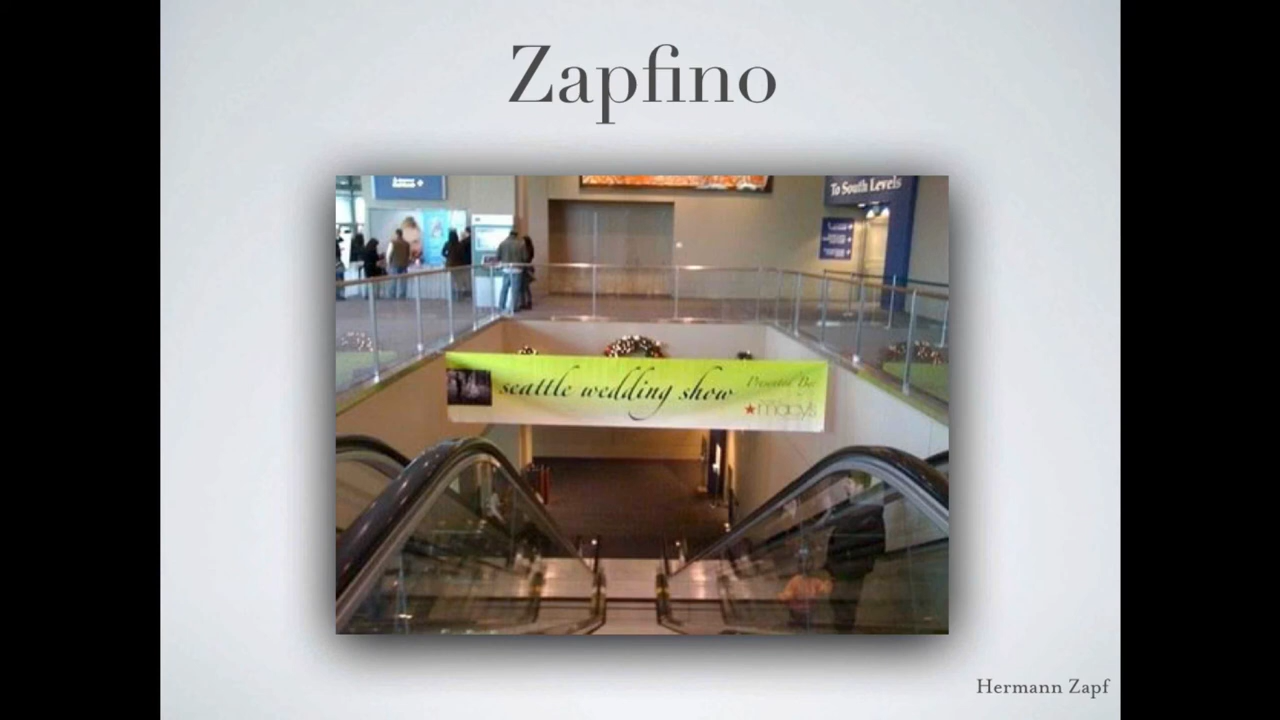 Zapfino
To South Levels
seattle wedding show
Presented By
macy's
Hermann Zapf